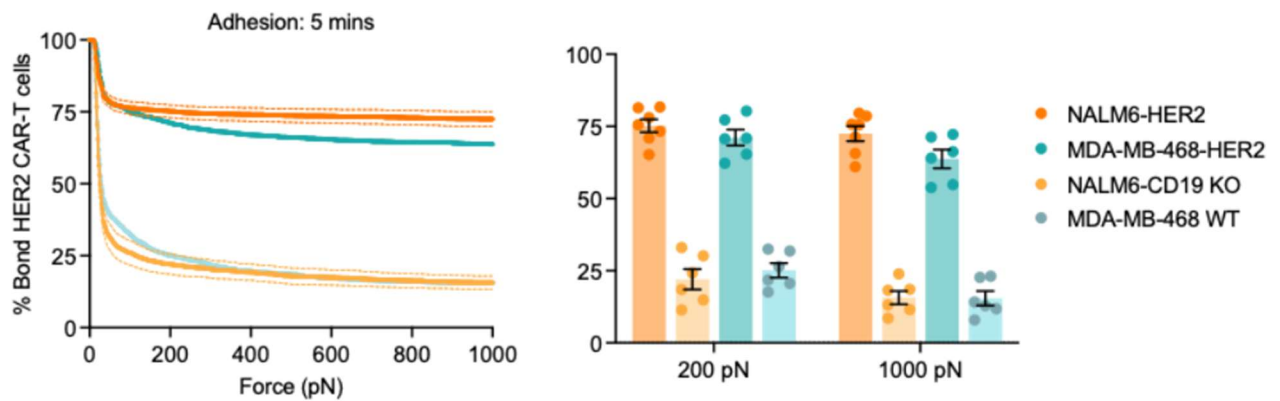 Adhesion: 5 mins
% Bond HER2 CAR-T cells
100
75
50
25
0
0 200 400 600 800 1000
Force (pN)
100
75
50
25
0
200 pN 1000 pN
NALM6-HER2
MDA-MB-468-HER2
NALM6-CD19 KO
MDA-MB-468 WT